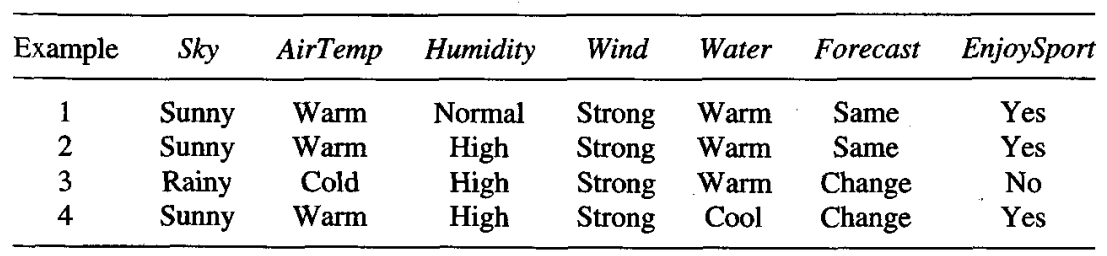 Example Sky AirTemp Humidity Wind Water Forecast EnjoySport
1 Sunny Warm Normal Strong Warm Same Yes
2 Sunny Warm High Strong Warm Same Yes
3 Rainy Cold High Strong Warm Change No
4 Sunny Warm High Strong Cool Change Yes